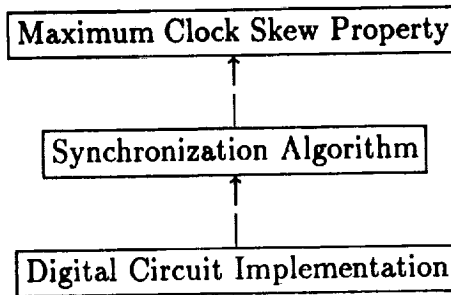 Maximum Clock Skew Property
Synchronization Algorithm
Digital Circuit Implementation